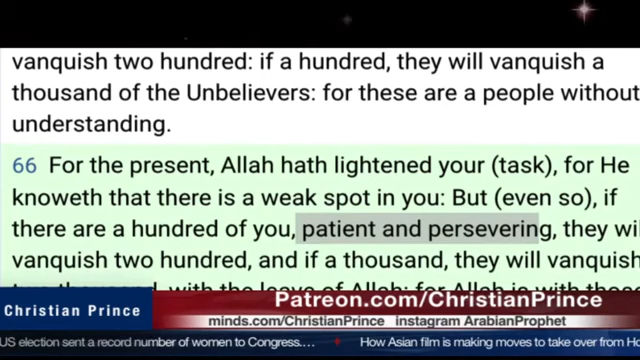 vanquish two hundred: if a hundred, they will vanquish a
thousand of the Unbelievers: for these are a people without
understanding.
66 For the present, Allah hath lightened your (task), for He
knoweth that there is a weak spot in you: But (even so), if
there are a hundred of you, patient and persevering, they wil
vanquish two hundred, and if a thousand, they will vanquish
two thousand, with the leave of Allah: for Allah is with those
Patreon.com/ChristianPrince
Christian Prince
minds.com/ChristianPrince instagram ArabianProphet
US election sent a record number of women to Congress.... How Asian film is making moves to take over from Ho